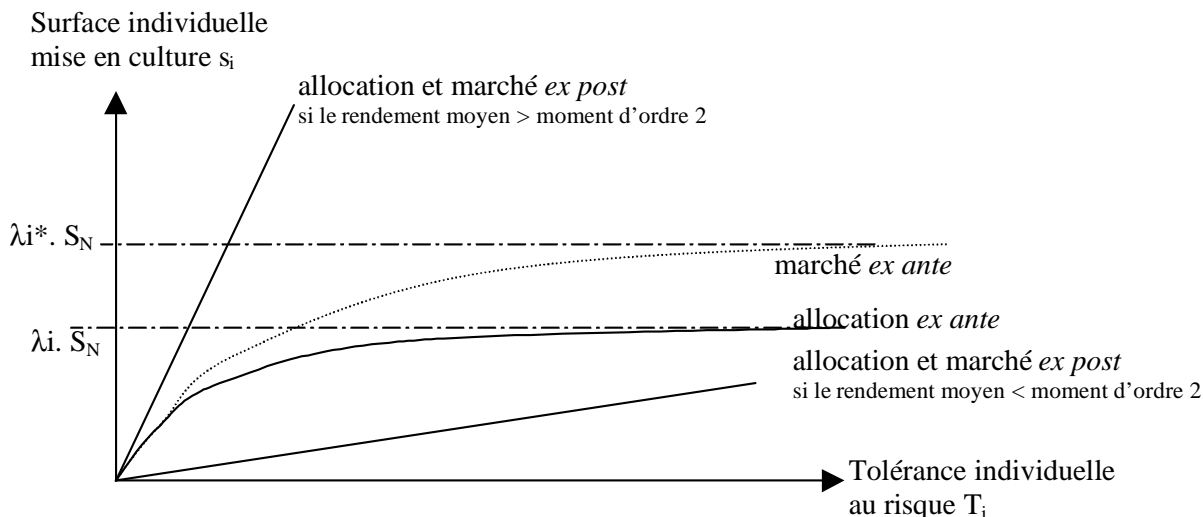 Surface individuelle
mise en culture sᵢ
allocation et marché ex post
si le rendement moyen > moment d’ordre 2
λi*. S_N
marché ex ante
λi. S_N
allocation ex ante
allocation et marché ex post
si le rendement moyen < moment d’ordre 2
Tolérance individuelle
au risque Tᵢ